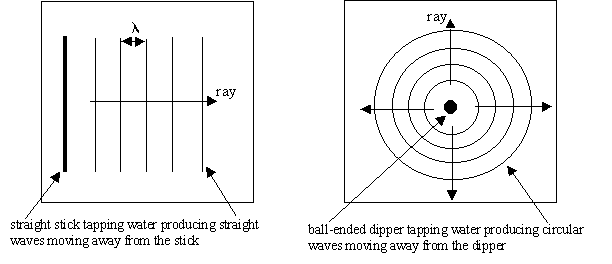 λ
ray
straight stick tapping water producing straight
waves moving away from the stick
ray
ball-ended dipper tapping water producing circular
waves moving away from the dipper